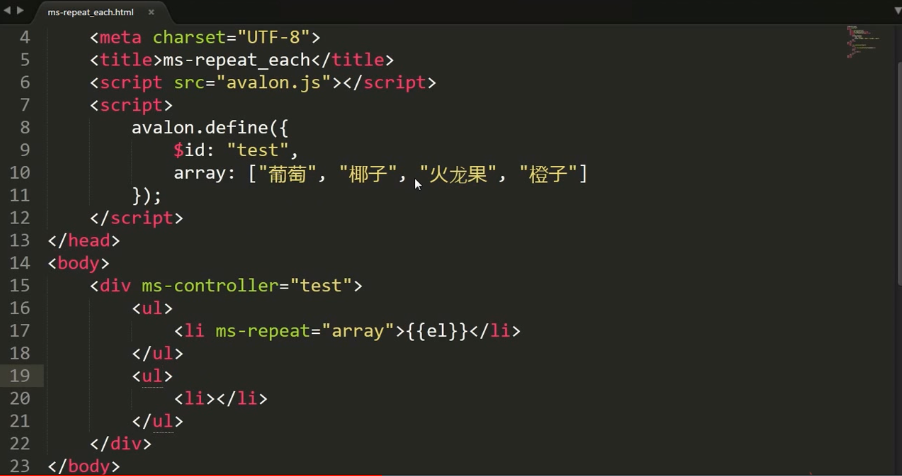 ms-repeat_each.html
4 <meta charset="UTF-8">
5 <title>ms-repeat_each</title>
6 <script src="avalon.js"></script>
7 <script>
8 avalon.define({
9 $id: "test",
10 array: ["葡萄", "椰子", "火龙果", "橙子"]
11 });
12 </script>
13 </head>
14 <body>
15 <div ms-controller="test">
16 <ul>
17 <li ms-repeat="array">{{el}}</li>
18 </ul>
19 <ul>
20 <li></li>
21 </ul>
22 </div>
23 </body>